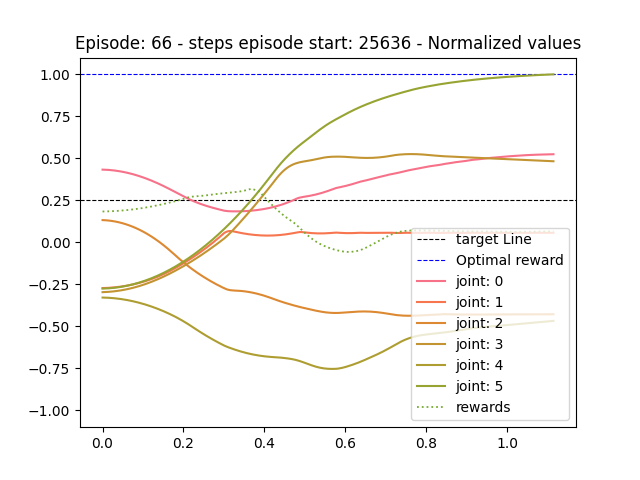 Episode: 66 - steps episode start: 25636 - Normalized values
1.00
0.75
0.50
0.25
0.00
−0.25
−0.50
−0.75
−1.00
0.0 0.2 0.4 0.6 0.8 1.0
target Line
Optimal reward
joint: 0
joint: 1
joint: 2
joint: 3
joint: 4
joint: 5
rewards